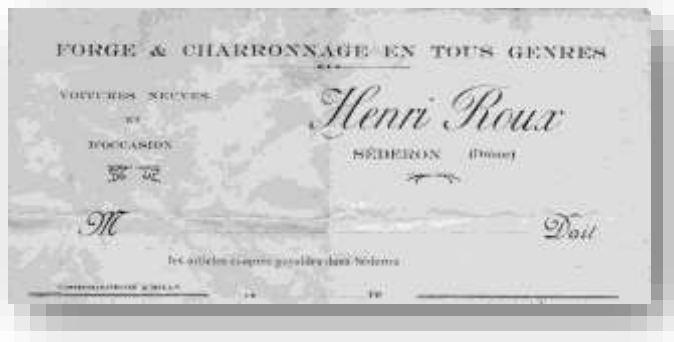 FORGE & CHARRONNAGE EN TOUS GENRES
VOITURES NEUVES
ET
D'OCCASION
Henri Roux
SÉDERON (Drôme)
M Doit
les articles ci-après payables dans Séderon